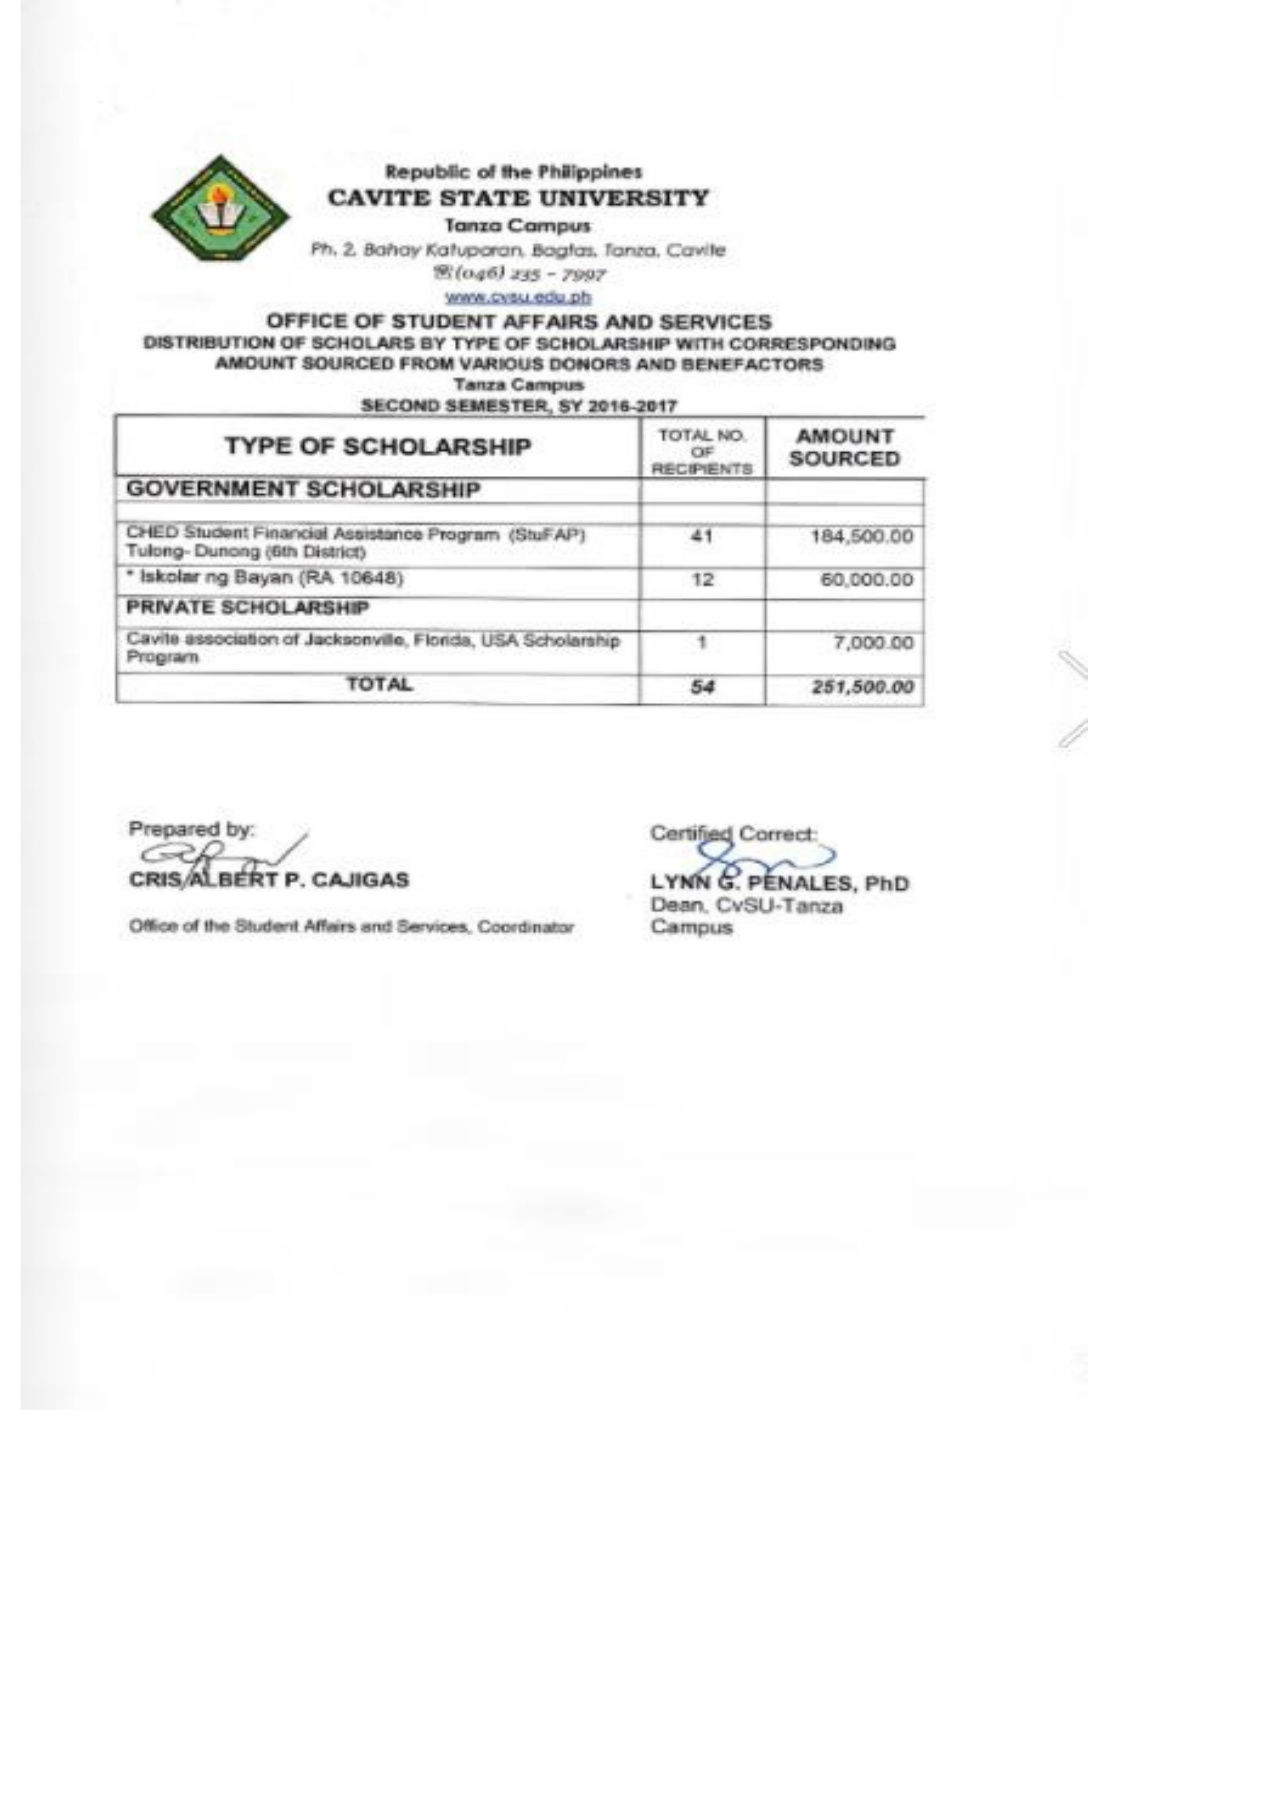 Republic of the Philippines
CAVITE STATE UNIVERSITY
Tanza Campus
Ph. 2, Bahay Katuparan, Bagtas, Tanza, Cavite
☏(046) 235 - 7997
www.cvsu.edu.ph
OFFICE OF STUDENT AFFAIRS AND SERVICES
DISTRIBUTION OF SCHOLARS BY TYPE OF SCHOLARSHIP WITH CORRESPONDING
AMOUNT SOURCED FROM VARIOUS DONORS AND BENEFACTORS
Tanza Campus
SECOND SEMESTER, SY 2016-2017
TYPE OF SCHOLARSHIP
TOTAL NO.
OF
RECIPIENTS
AMOUNT
SOURCED
GOVERNMENT SCHOLARSHIP
CHED Student Financial Assistance Program (StuFAP)
Tulong- Dunong (6th District)
41
184,500.00
* Iskolar ng Bayan (RA 10648)
12
60,000.00
PRIVATE SCHOLARSHIP
Cavite association of Jacksonville, Florida, USA Scholarship
Program
1
7,000.00
TOTAL
54
251,500.00
Prepared by:
CRIS ALBERT P. CAJIGAS
Office of the Student Affairs and Services, Coordinator
Certified Correct:
LYNN G. PENALES, PhD
Dean, CvSU-Tanza
Campus